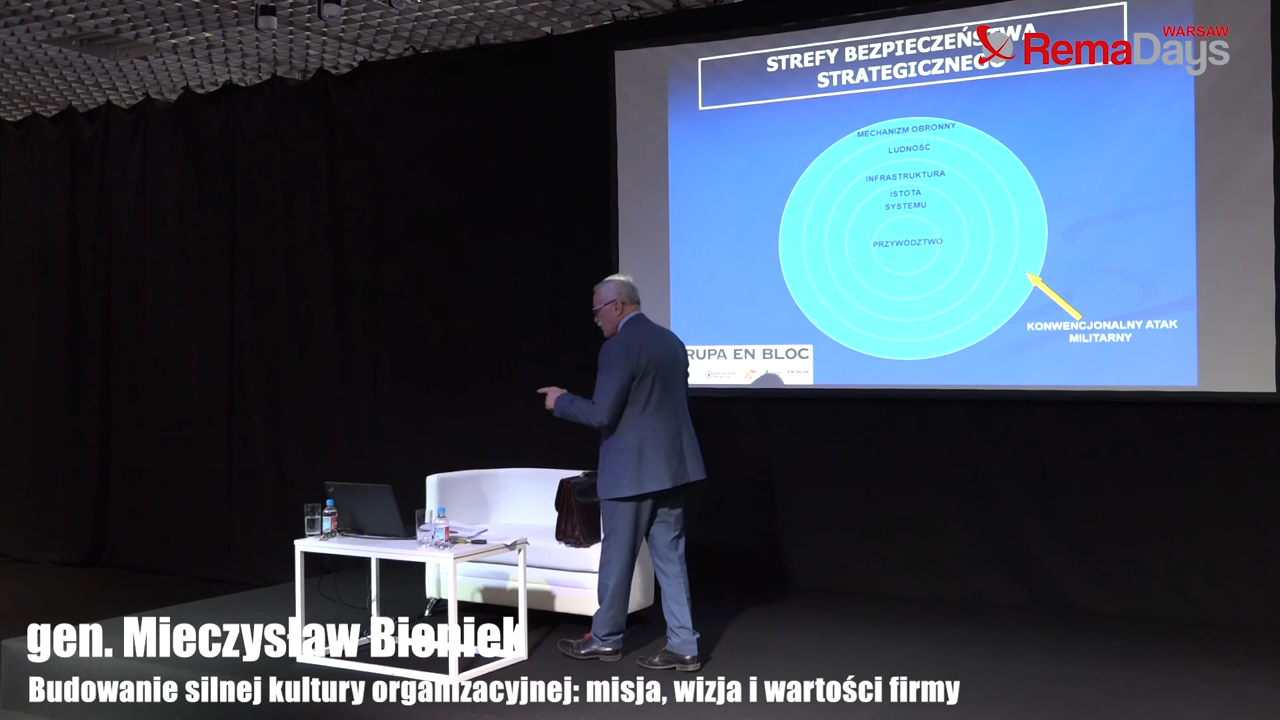 STREFY BEZPIECZEŃSTWA
STRATEGICZNEGO
WARSAW
RemaDays
MECHANIZM OBRONNY
LUDNOŚĆ
INFRASTRUKTURA
ISTOTA
SYSTEMU
PRZYWÓDZTWO
KONWENCJONALNY ATAK
MILITARNY
RUPA EN BLOC
gen. Mieczysław Bieniek
Budowanie silnej kultury organizacyjnej: misja, wizja i wartości firmy